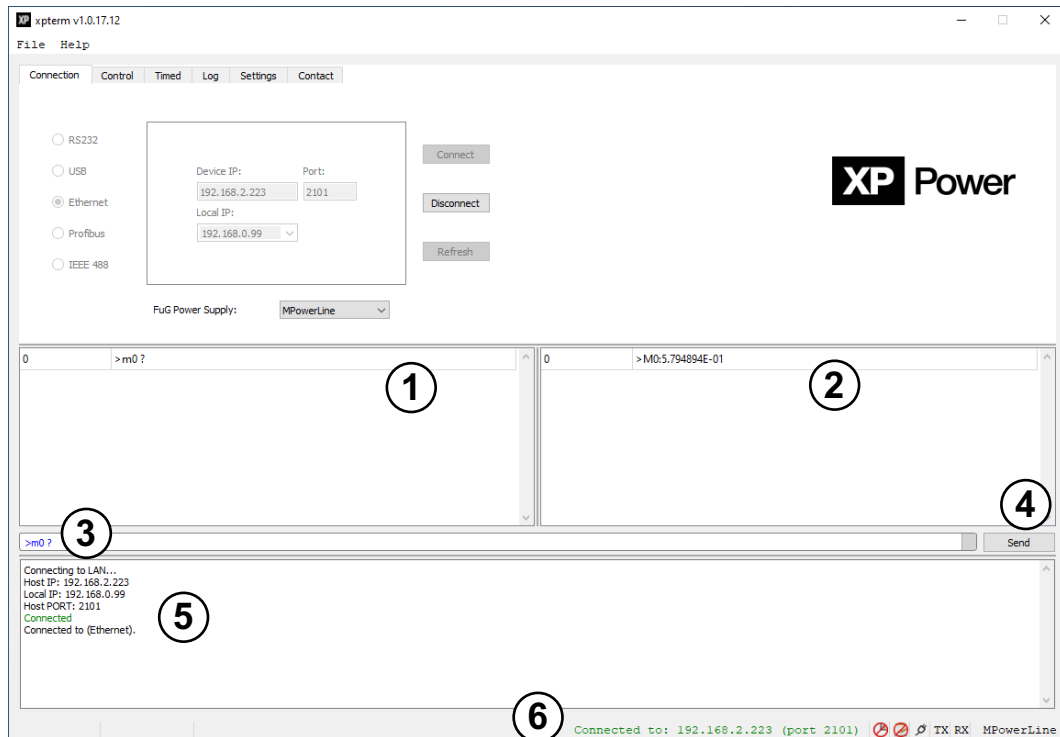 XP xpterm v1.0.17.12
File Help
Connection Control Timed Log Settings Contact
RS232
USB
Ethernet
Profibus
IEEE 488
Device IP: Port:
192.168.2.223 2101
Local IP:
192.168.0.99
Connect
Disconnect
Refresh
FuG Power Supply: MPowerLine
XP Power
0 >m0 ?
1
0 >M0:5.794894E-01
2
3
4
>m0 ?
Send
Connecting to LAN...
Host IP: 192.168.2.223
Local IP: 192.168.0.99
Host PORT: 2101
Connected
Connected to (Ethernet).
5
6
Connected to: 192.168.2.223 (port 2101) TX RX MPowerLine